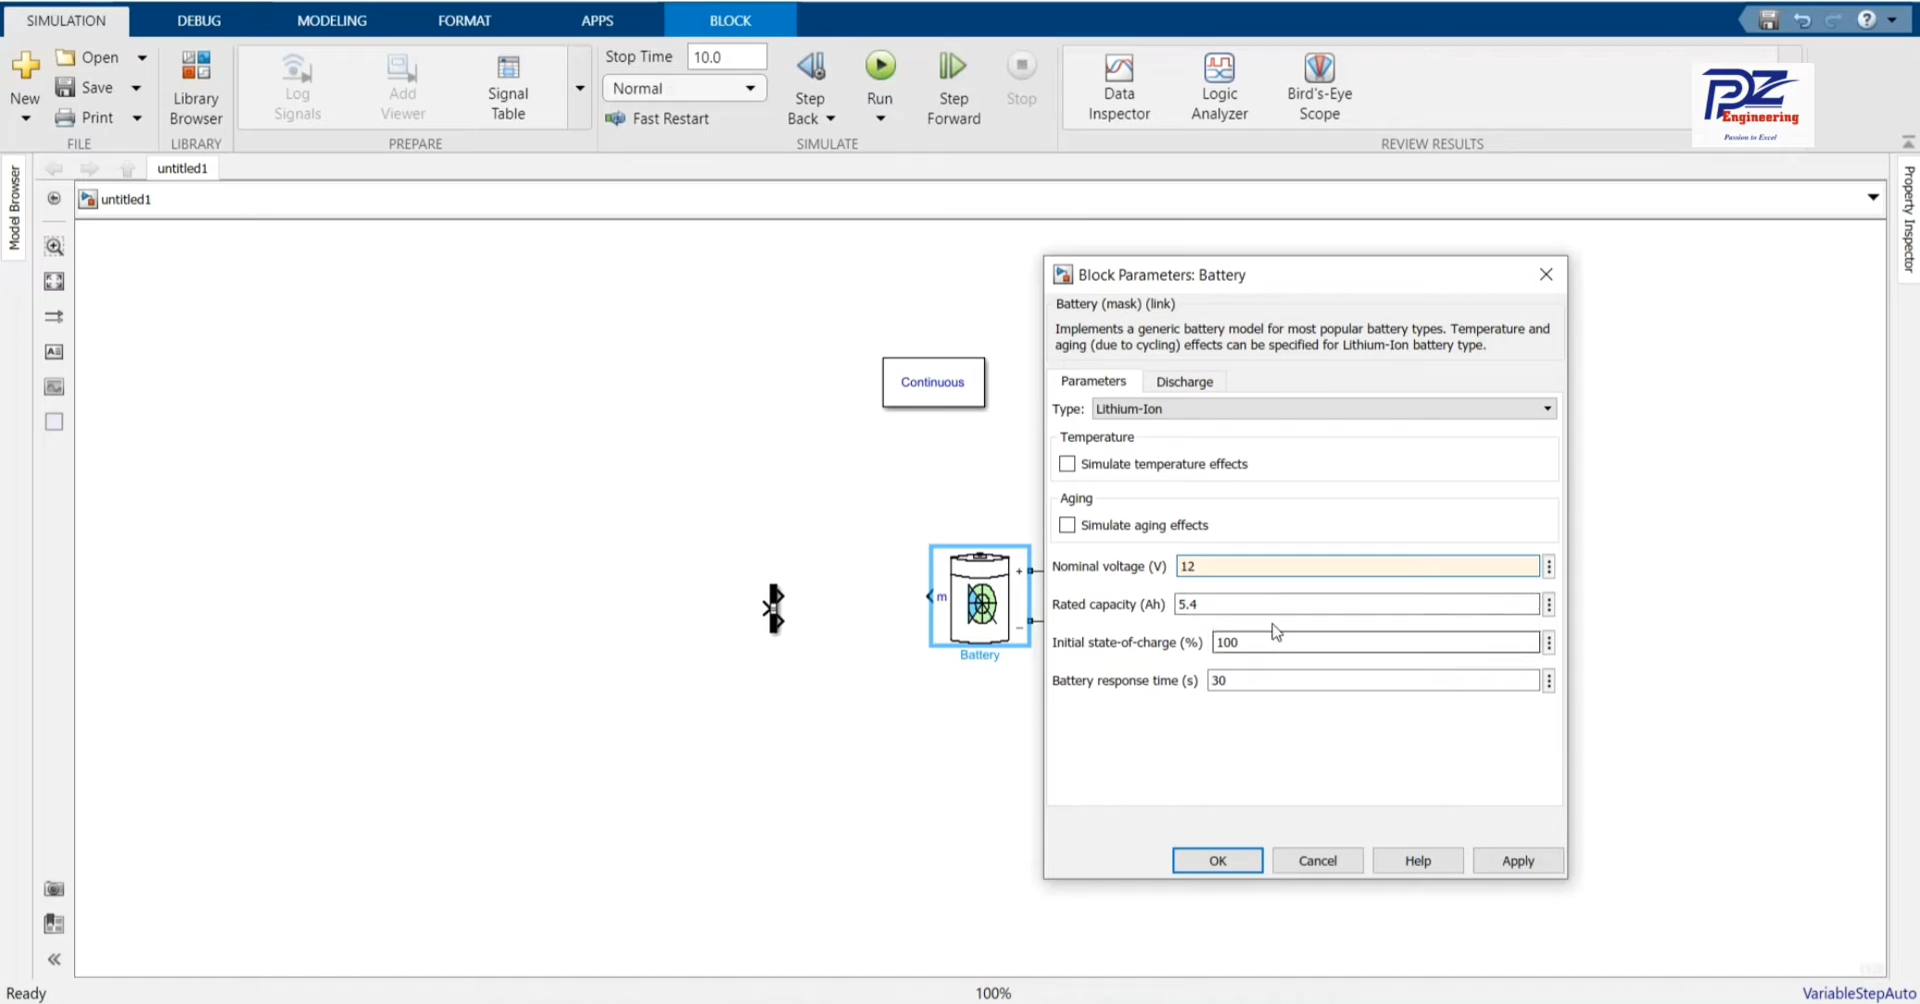 SIMULATION DEBUG MODELING FORMAT APPS BLOCK
New
Open
Save
Print
FILE
Library
Browser
LIBRARY
Log
Signals
Add
Viewer
Signal
Table
PREPARE
Stop Time 10.0
Normal
Fast Restart
Step
Back
Run
Step
Forward
Stop
SIMULATE
Data
Inspector
Logic
Analyzer
Bird's-Eye
Scope
REVIEW RESULTS
PZ
Engineering
Passion to Excel
Model Browser
untitled1
untitled1
Property Inspector
Continuous
m
+
–
Battery
Block Parameters: Battery
Battery (mask) (link)
Implements a generic battery model for most popular battery types. Temperature and
aging (due to cycling) effects can be specified for Lithium-Ion battery type.
Parameters Discharge
Type: Lithium-Ion
Temperature
Simulate temperature effects
Aging
Simulate aging effects
Nominal voltage (V) 12
Rated capacity (Ah) 5.4
Initial state-of-charge (%) 100
Battery response time (s) 30
OK Cancel Help Apply
Ready 100% VariableStepAuto